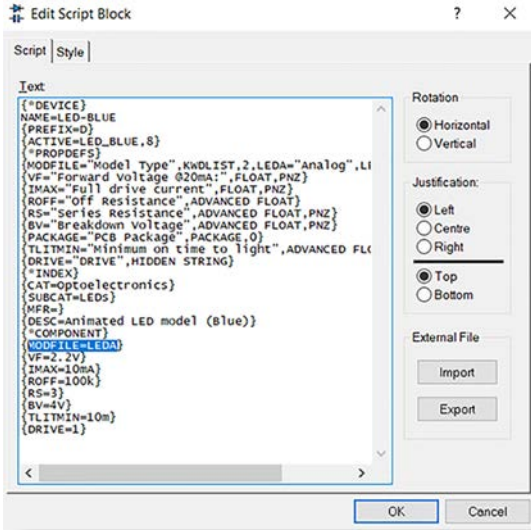 Edit Script Block
Script Style
Text
{*DEVICE}
NAME=LED-BLUE
{PREFIX=D}
{ACTIVE=LED_BLUE,8}
{*PROPDEFS}
{MODFILE="Model Type",KWDLIST,2,LEDA="Analog",LE
VF="Forward Voltage @20mA:",FLOAT,PNZ}
{IMAX="Full drive current",FLOAT,PNZ}
{ROFF="Off Resistance",ADVANCED FLOAT}
{RS="Series Resistance",ADVANCED FLOAT,PNZ}
{BV="Breakdown Voltage",ADVANCED FLOAT,PNZ}
{PACKAGE="PCB Package",PACKAGE,0}
{TLITMIN="Minimum on time to light",ADVANCED FLO
{DRIVE="DRIVE",HIDDEN STRING}
{*INDEX}
{CAT=Optoelectronics}
{SUBCAT=LEDs}
{MFR=}
{DESC=Animated LED model (Blue)}
{*COMPONENT}
{MODFILE=LEDA}
{VF=2.2V}
{IMAX=10mA}
{ROFF=100k}
{RS=3}
{BV=4V}
{TLITMIN=10m}
{DRIVE=1}
Rotation
Horizontal
Vertical
Justification:
Left
Centre
Right
Top
Bottom
External File
Import
Export
OK Cancel